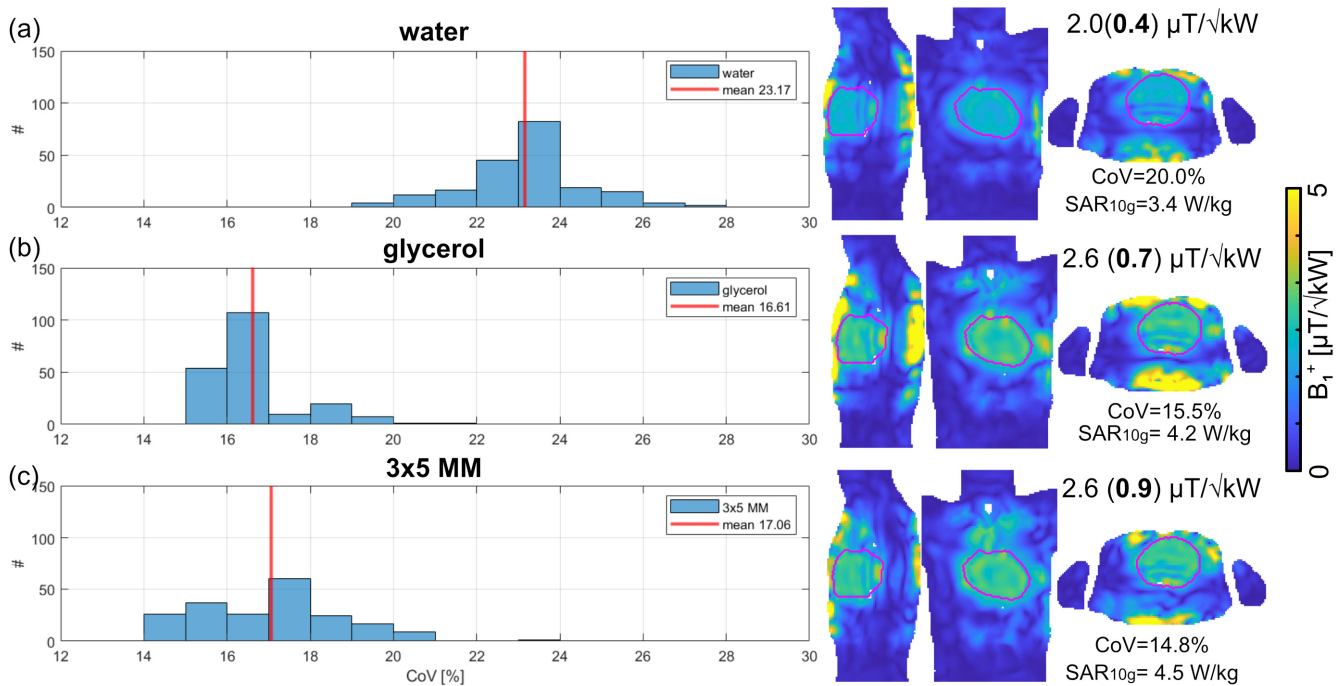 (a)
water
150
100
50
0
#
12 14 16 18 20 22 24 26 28 30
water
mean 23.17
2.0(0.4) µT/√kW
CoV=20.0%
SAR10g=3.4 W/kg
(b)
glycerol
150
100
50
0
#
12 14 16 18 20 22 24 26 28 30
glycerol
mean 16.61
2.6 (0.7) µT/√kW
CoV=15.5%
SAR10g= 4.2 W/kg
(c)
3x5 MM
150
100
50
0
#
12 14 16 18 20 22 24 26 28 30
CoV [%]
3x5 MM
mean 17.06
2.6 (0.9) µT/√kW
CoV=14.8%
SAR10g= 4.5 W/kg
0 B1+ [µT/√kW] 5